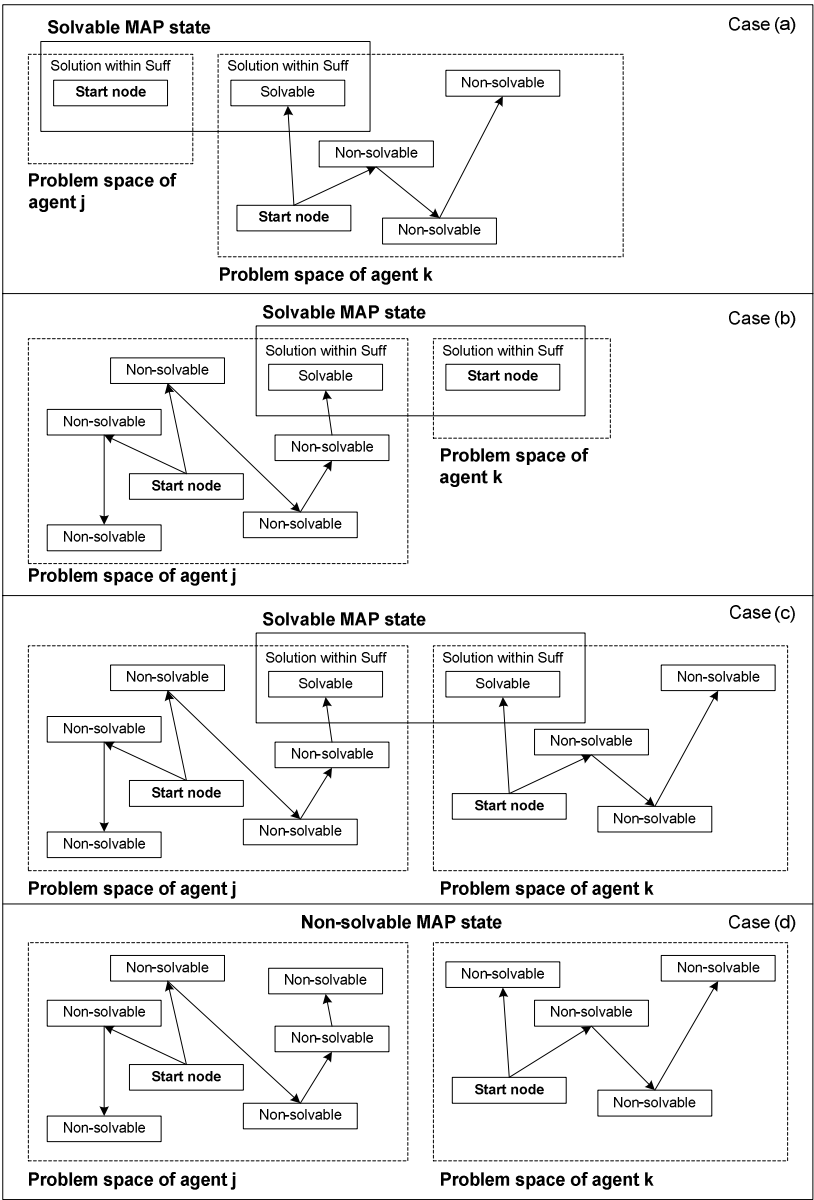 Solvable MAP state
Case (a)
Solution within Suff
Start node
Solution within Suff
Solvable
Non-solvable
Non-solvable
Start node
Non-solvable
Problem space of
agent j
Problem space of agent k
Solvable MAP state
Case (b)
Solution within Suff
Solution within Suff
Non-solvable
Solvable
Start node
Non-solvable
Non-solvable
Start node
Non-solvable
Non-solvable
Problem space of
agent k
Problem space of agent j
Solvable MAP state
Case (c)
Solution within Suff
Solution within Suff
Non-solvable
Solvable
Solvable
Non-solvable
Non-solvable
Non-solvable
Non-solvable
Start node
Start node
Non-solvable
Non-solvable
Non-solvable
Problem space of agent j
Problem space of agent k
Non-solvable MAP state
Case (d)
Non-solvable
Non-solvable
Non-solvable
Non-solvable
Non-solvable
Non-solvable
Non-solvable
Start node
Start node
Non-solvable
Non-solvable
Non-solvable
Problem space of agent j
Problem space of agent k